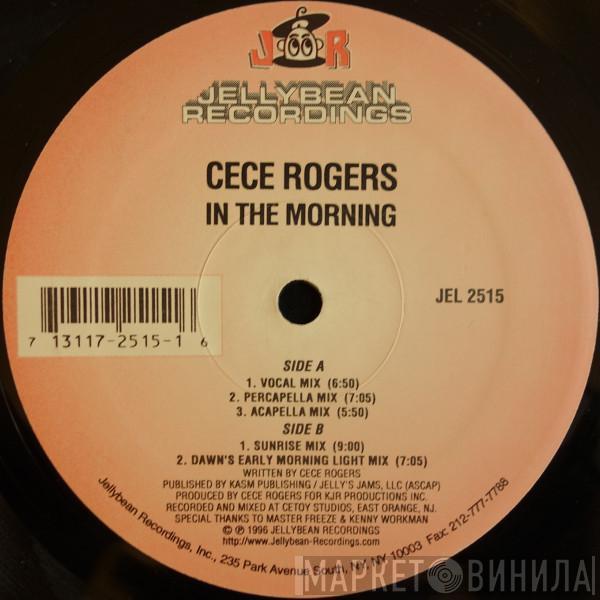 J R
JELLYBEAN
RECORDINGS
CECE ROGERS
IN THE MORNING
JEL 2515
7 13117-2515-1 6
SIDE A
1. VOCAL MIX (6:50)
2. PERCAPELLA MIX (7:05)
3. ACAPELLA MIX (5:50)
SIDE B
1. SUNRISE MIX (9:00)
2. DAWN'S EARLY MORNING LIGHT MIX (7:05)
WRITTEN BY CECE ROGERS
PUBLISHED BY KASM PUBLISHING / JELLY'S JAMS, LLC (ASCAP)
PRODUCED BY CECE ROGERS FOR KJR PRODUCTIONS INC.
RECORDED AND MIXED AT CETOY STUDIOS, EAST ORANGE, NJ.
SPECIAL THANKS TO MASTER FREEZE & KENNY WORKMAN
© ℗ 1996 JELLYBEAN RECORDINGS
http://www.Jellybean-Recordings.com
Jellybean Recordings, Inc., 235 Park Avenue South, NY, NY 10003 Fax: 212-777-7788
МАРКЕТ ВИНИЛА